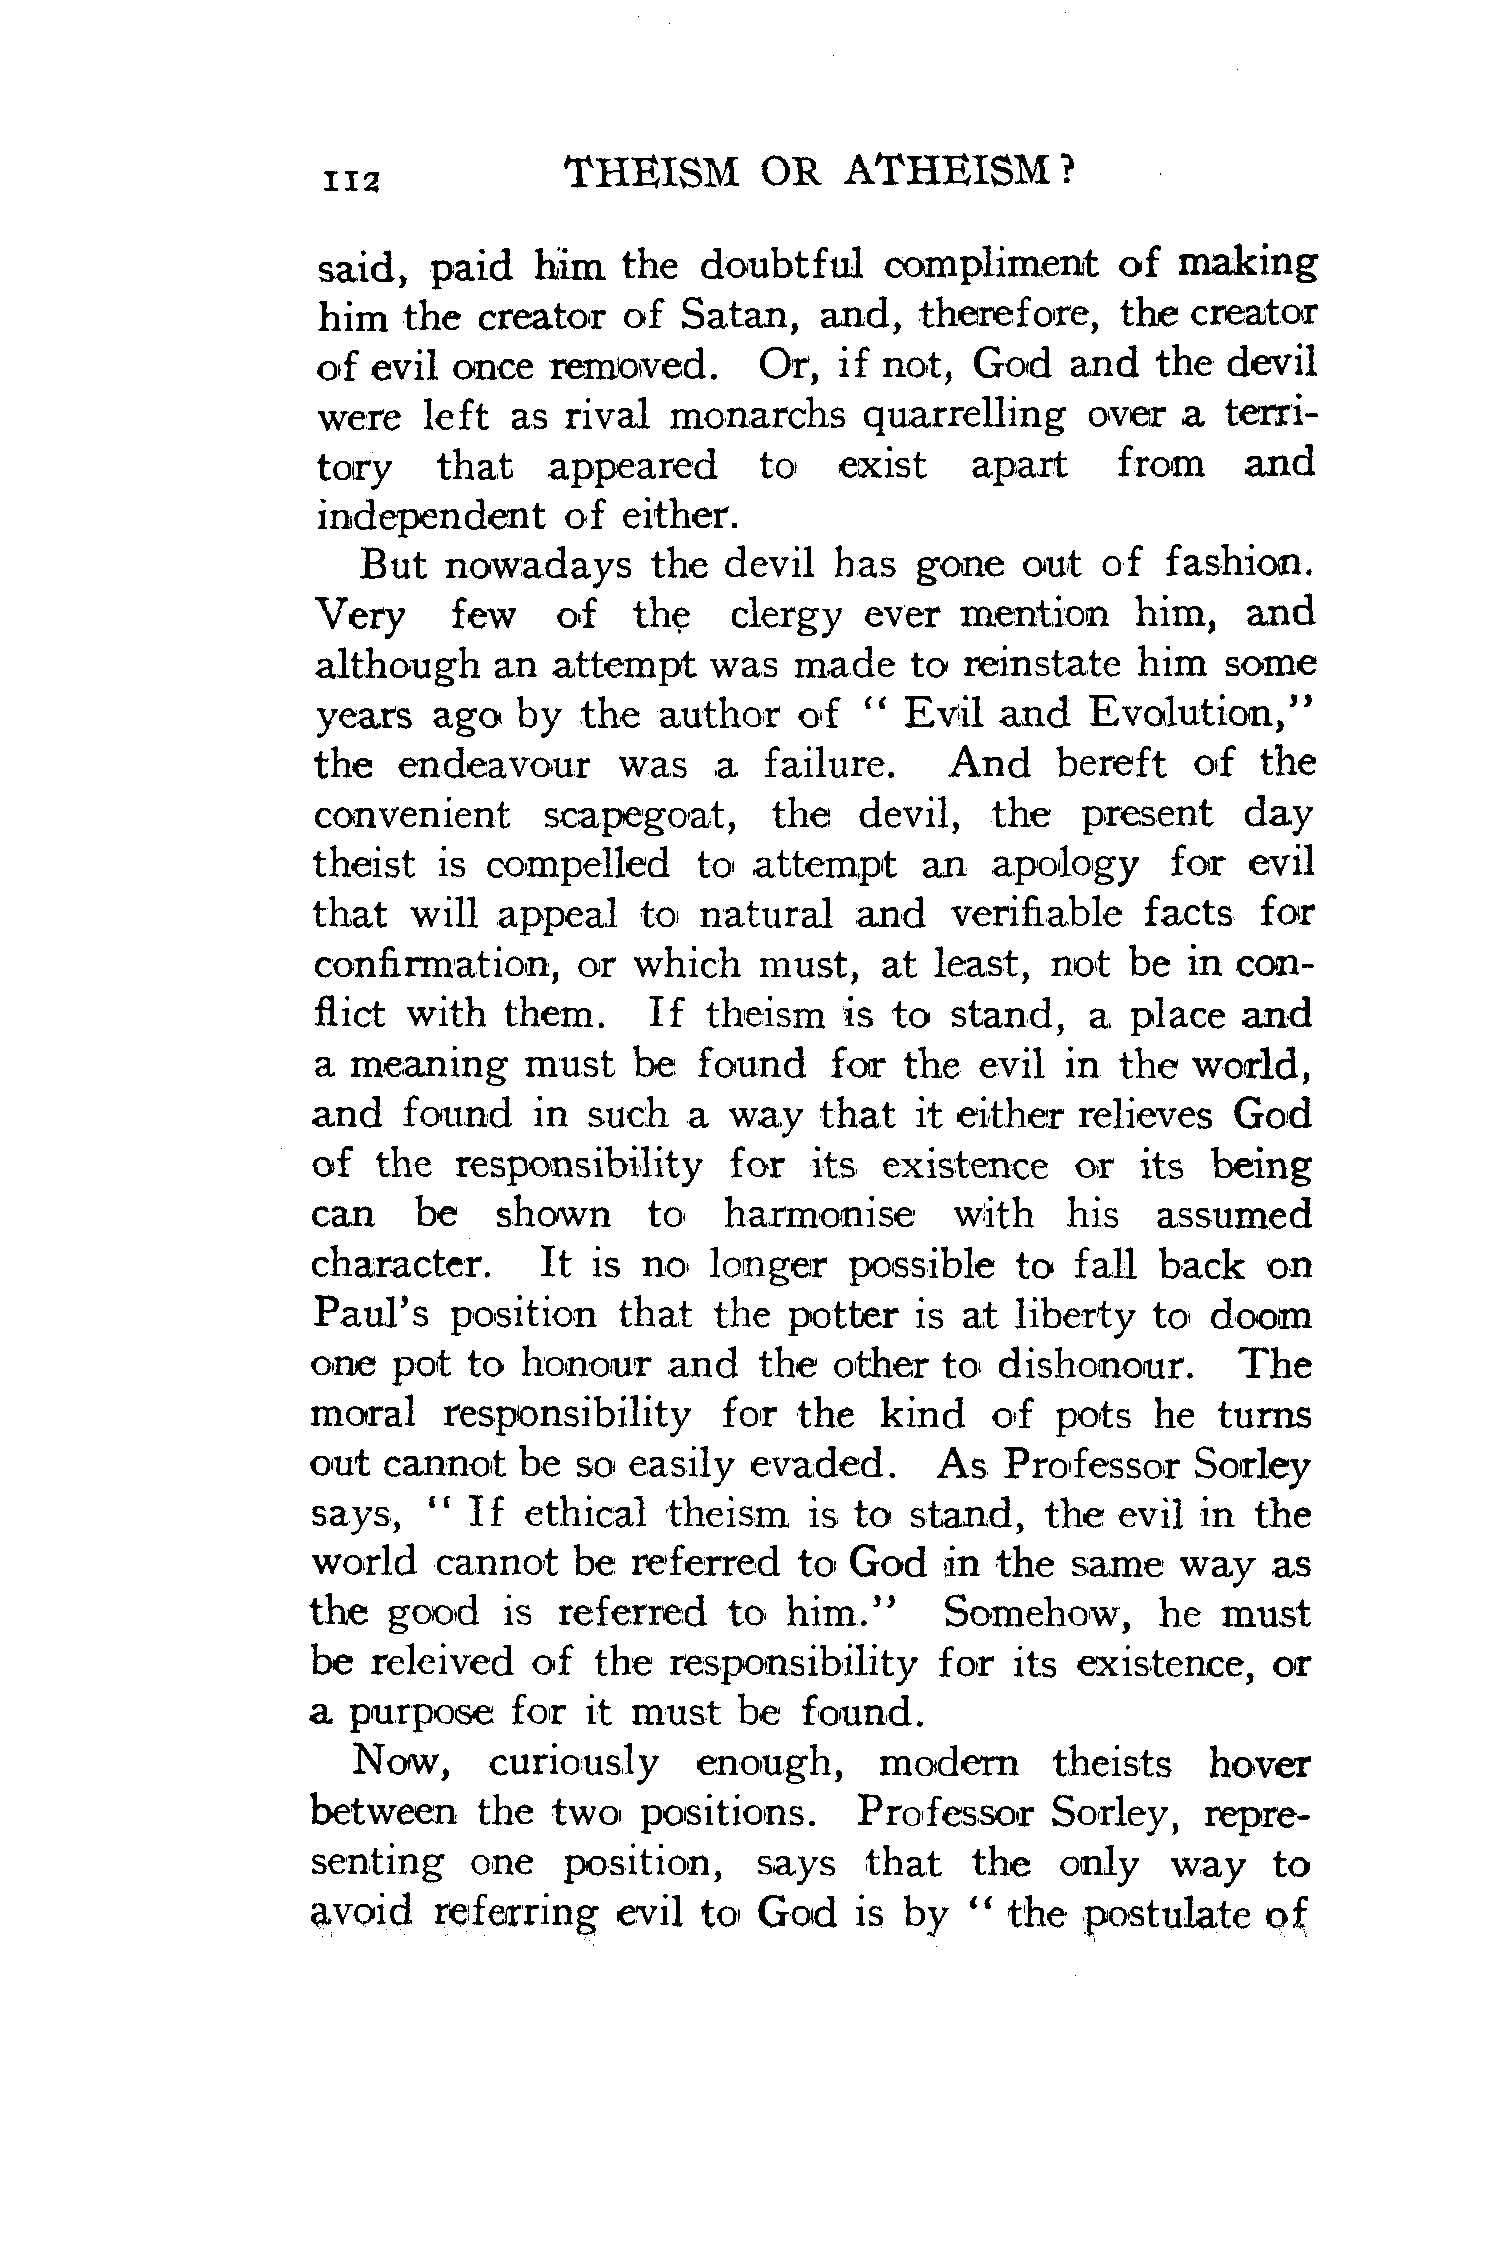 112 THEISM OR ATHEISM?
said, paid him the doubtful compliment of making
him the creator of Satan, and, therefore, the creator
of evil once removed. Or, if not, God and the devil
were left as rival monarchs quarrelling over a terri-
tory that appeared to exist apart from and
independent of either.
But nowadays the devil has gone out of fashion.
Very few of the clergy ever mention him, and
although an attempt was made to reinstate him some
years ago by the author of " Evil and Evolution,"
the endeavour was a failure. And bereft of the
convenient scapegoat, the devil, the present day
theist is compelled to attempt an apology for evil
that will appeal to natural and verifiable facts for
confirmation, or which must, at least, not be in con-
flict with them. If theism is to stand, a place and
a meaning must be found for the evil in the world,
and found in such a way that it either relieves God
of the responsibility for its existence or its being
can be shown to harmonise with his assumed
character. It is no longer possible to fall back on
Paul's position that the potter is at liberty to doom
one pot to honour and the other to dishonour. The
moral responsibility for the kind of pots he turns
out cannot be so easily evaded. As Professor Sorley
says, " If ethical theism is to stand, the evil in the
world cannot be referred to God in the same way as
the good is referred to him." Somehow, he must
be releived of the responsibility for its existence, or
a purpose for it must be found.
Now, curiously enough, modern theists hover
between the two positions. Professor Sorley, repre-
senting one position, says that the only way to
avoid referring evil to God is by " the postulate of